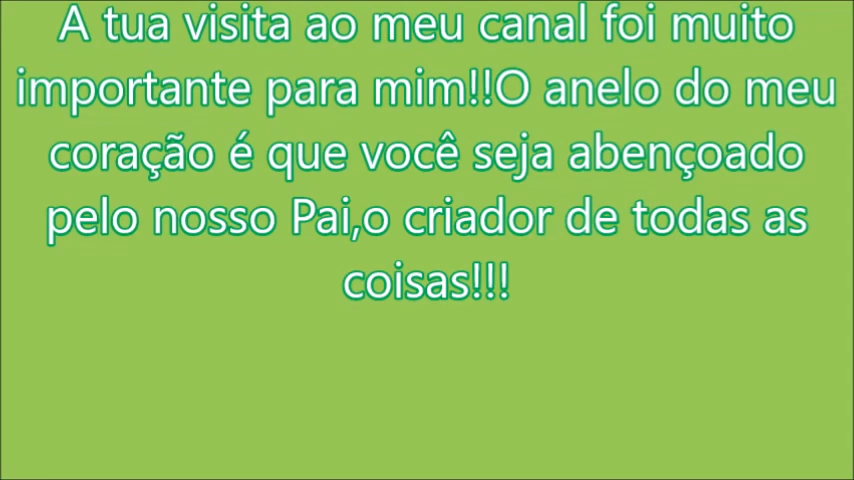 A tua visita ao meu canal foi muito
importante para mim!!O anelo do meu
coração é que você seja abençoado
pelo nosso Pai,o criador de todas as
coisas!!!